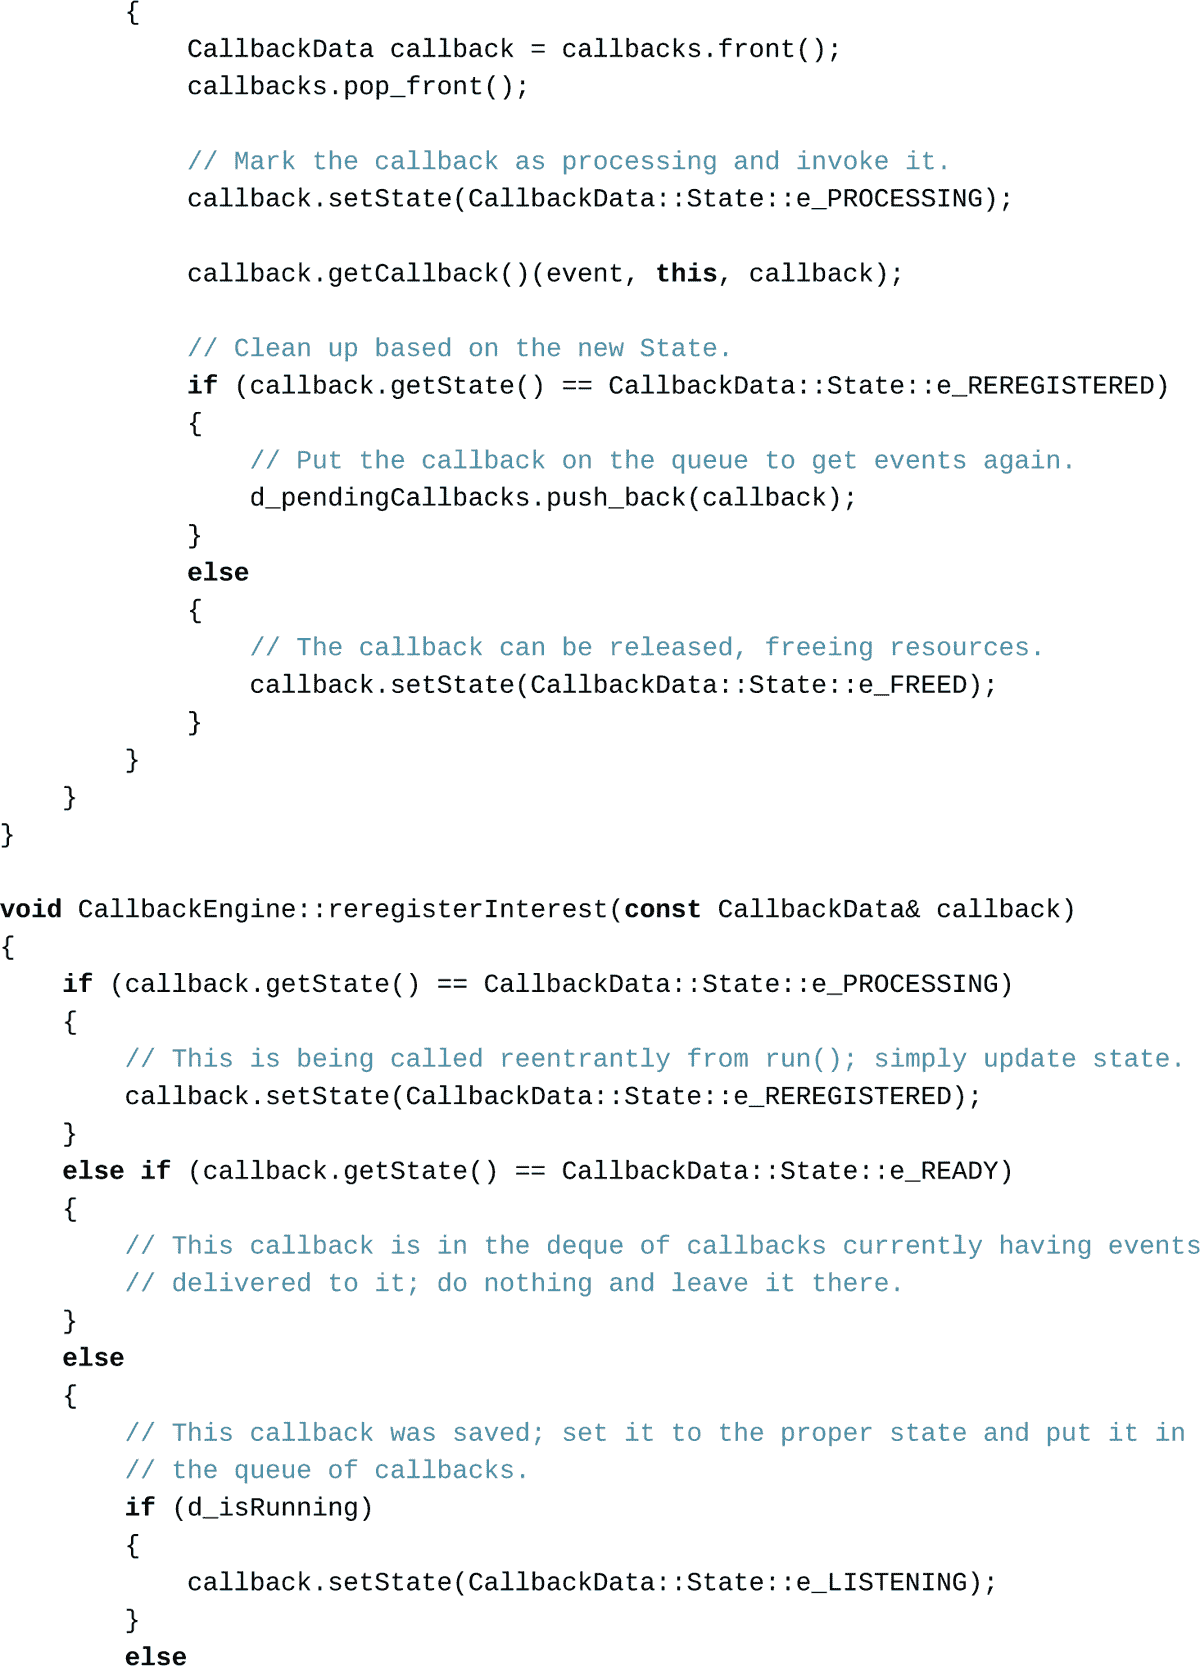 {
            CallbackData callback = callbacks.front();
            callbacks.pop_front();

            // Mark the callback as processing and invoke it.
            callback.setState(CallbackData::State::e_PROCESSING);

            callback.getCallback()(event, this, callback);

            // Clean up based on the new State.
            if (callback.getState() == CallbackData::State::e_REREGISTERED)
            {
                // Put the callback on the queue to get events again.
                d_pendingCallbacks.push_back(callback);
            }
            else
            {
                // The callback can be released, freeing resources.
                callback.setState(CallbackData::State::e_FREED);
            }
        }
    }
}

void CallbackEngine::reregisterInterest(const CallbackData& callback)
{
    if (callback.getState() == CallbackData::State::e_PROCESSING)
    {
        // This is being called reentrantly from run(); simply update state.
        callback.setState(CallbackData::State::e_REREGISTERED);
    }
    else if (callback.getState() == CallbackData::State::e_READY)
    {
        // This callback is in the deque of callbacks currently having events
        // delivered to it; do nothing and leave it there.
    }
    else
    {
        // This callback was saved; set it to the proper state and put it in
        // the queue of callbacks.
        if (d_isRunning)
        {
            callback.setState(CallbackData::State::e_LISTENING);
        }
        else